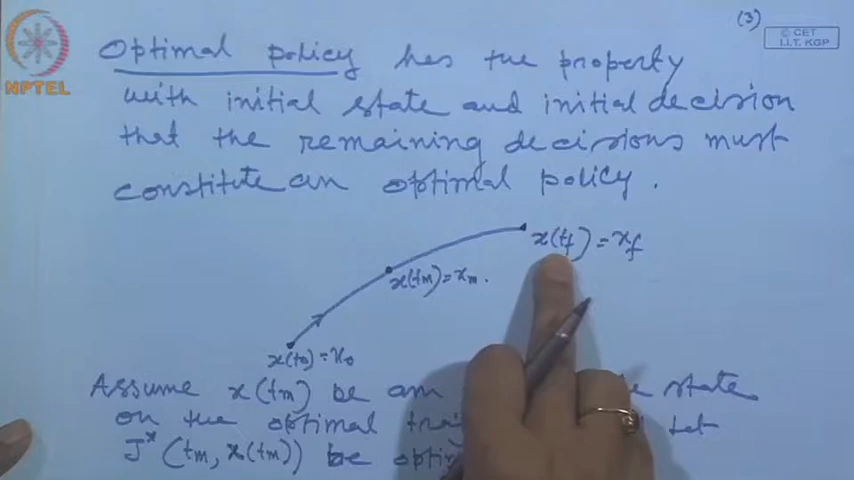 (3)
© CET
I.I.T. KGP
NPTEL
Optimal policy has the property
with initial state and initial decision
that the remaining decisions must
constitute an optimal policy.
x(tf) = xf
x(tm) = xm.
x(t0) = x0
Assume x(tm) be an state
on the optimal let
J*(tm, x(tm)) be